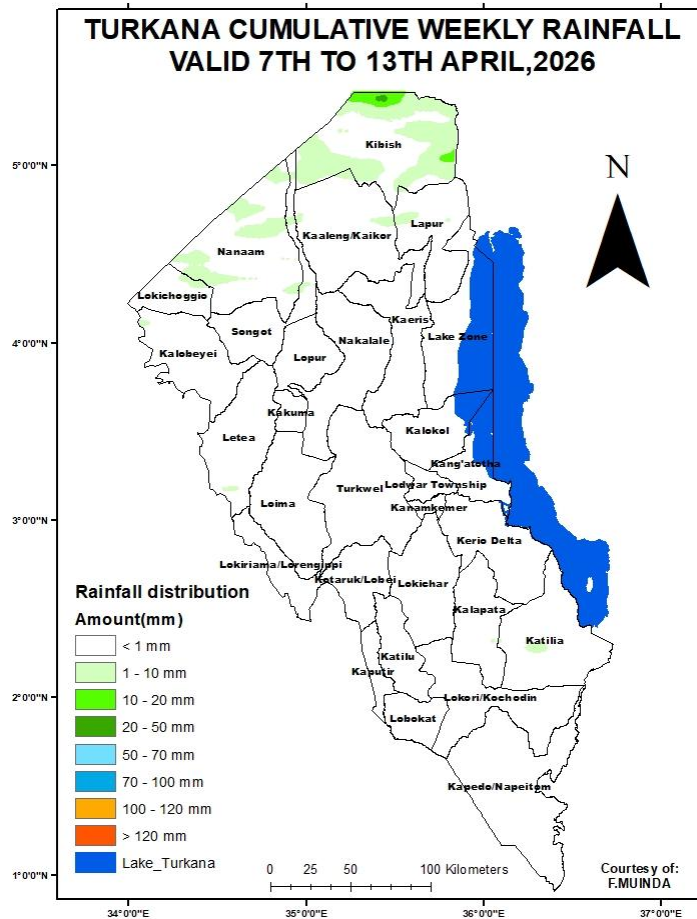 TURKANA CUMULATIVE WEEKLY RAINFALL
VALID 7TH TO 13TH APRIL,2026
N
5°0'0"N
4°0'0"N
3°0'0"N
2°0'0"N
1°0'0"N
Kibish
Kaaleng/Kaikor
Lapur
Nanaam
Lokichoggio
Songot
Kaeris
Lake Zone
Nakalale
Kalobeyei
Lopur
Kakuma
Letea
Kalokol
Kang'atotha
Turkwel
Lodwar Township
Loima
Kanamkemer
Kerio Delta
Lokiriama/Lorengippi
Kotaruk/Lobei
Lokichar
Kalapata
Katilia
Katilu
Kaputir
Lokori/Kochodin
Lobokat
Kapedo/Napeitom
Rainfall distribution
Amount(mm)
< 1 mm
1 - 10 mm
10 - 20 mm
20 - 50 mm
50 - 70 mm
70 - 100 mm
100 - 120 mm
> 120 mm
Lake_Turkana
0 25 50 100 Kilometers
Courtesy of:
F.MUINDA
34°0'0"E 35°0'0"E 36°0'0"E 37°0'0"E